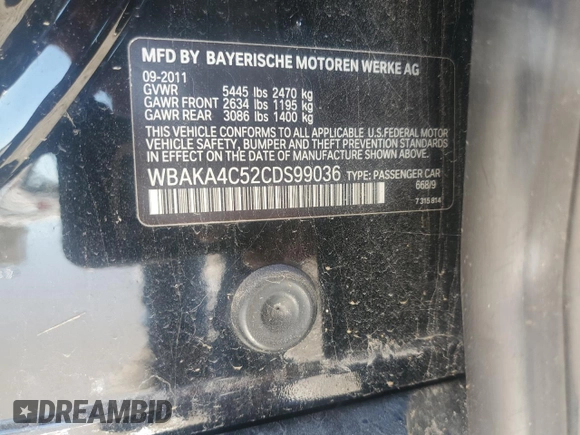 MFD BY BAYERISCHE MOTOREN WERKE AG
09-2011
GVWR 5445 lbs 2470 kg
GAWR FRONT 2634 lbs 1195 kg
GAWR REAR 3086 lbs 1400 kg
THIS VEHICLE CONFORMS TO ALL APPLICABLE U.S.FEDERAL MOTOR
VEHICLE SAFETY, BUMPER AND THEFT PREVENTION STANDARDS
IN EFFECT ON THE DATE OF MANUFACTURE SHOWN ABOVE.
WBAKA4C52CDS99036 TYPE: PASSENGER CAR
668/9
7 315 814
DREAMBID